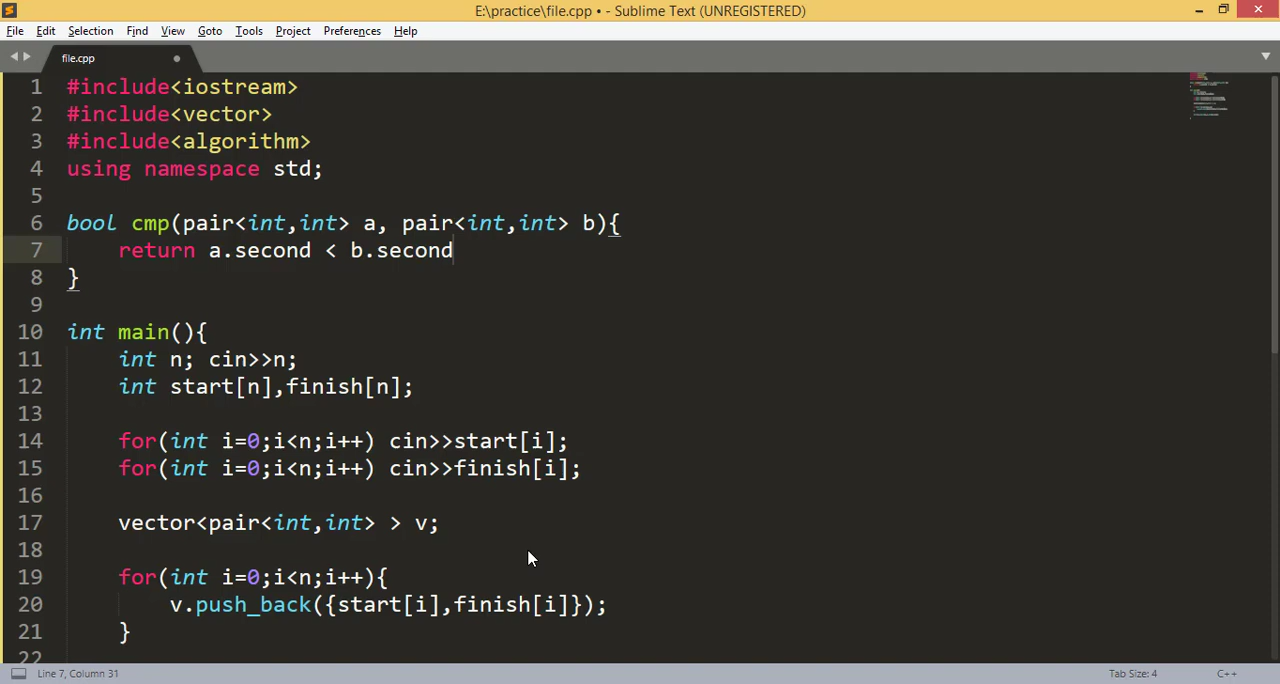 E:\practice\file.cpp • - Sublime Text (UNREGISTERED)
File Edit Selection Find View Goto Tools Project Preferences Help
file.cpp
1 #include<iostream>
2 #include<vector>
3 #include<algorithm>
4 using namespace std;
5
6 bool cmp(pair<int,int> a, pair<int,int> b){
7 return a.second < b.second
8 }
9
10 int main(){
11 int n; cin>>n;
12 int start[n],finish[n];
13
14 for(int i=0;i<n;i++) cin>>start[i];
15 for(int i=0;i<n;i++) cin>>finish[i];
16
17 vector<pair<int,int> > v;
18
19 for(int i=0;i<n;i++){
20 v.push_back({start[i],finish[i]});
21 }
22
Line 7, Column 31 Tab Size: 4 C++